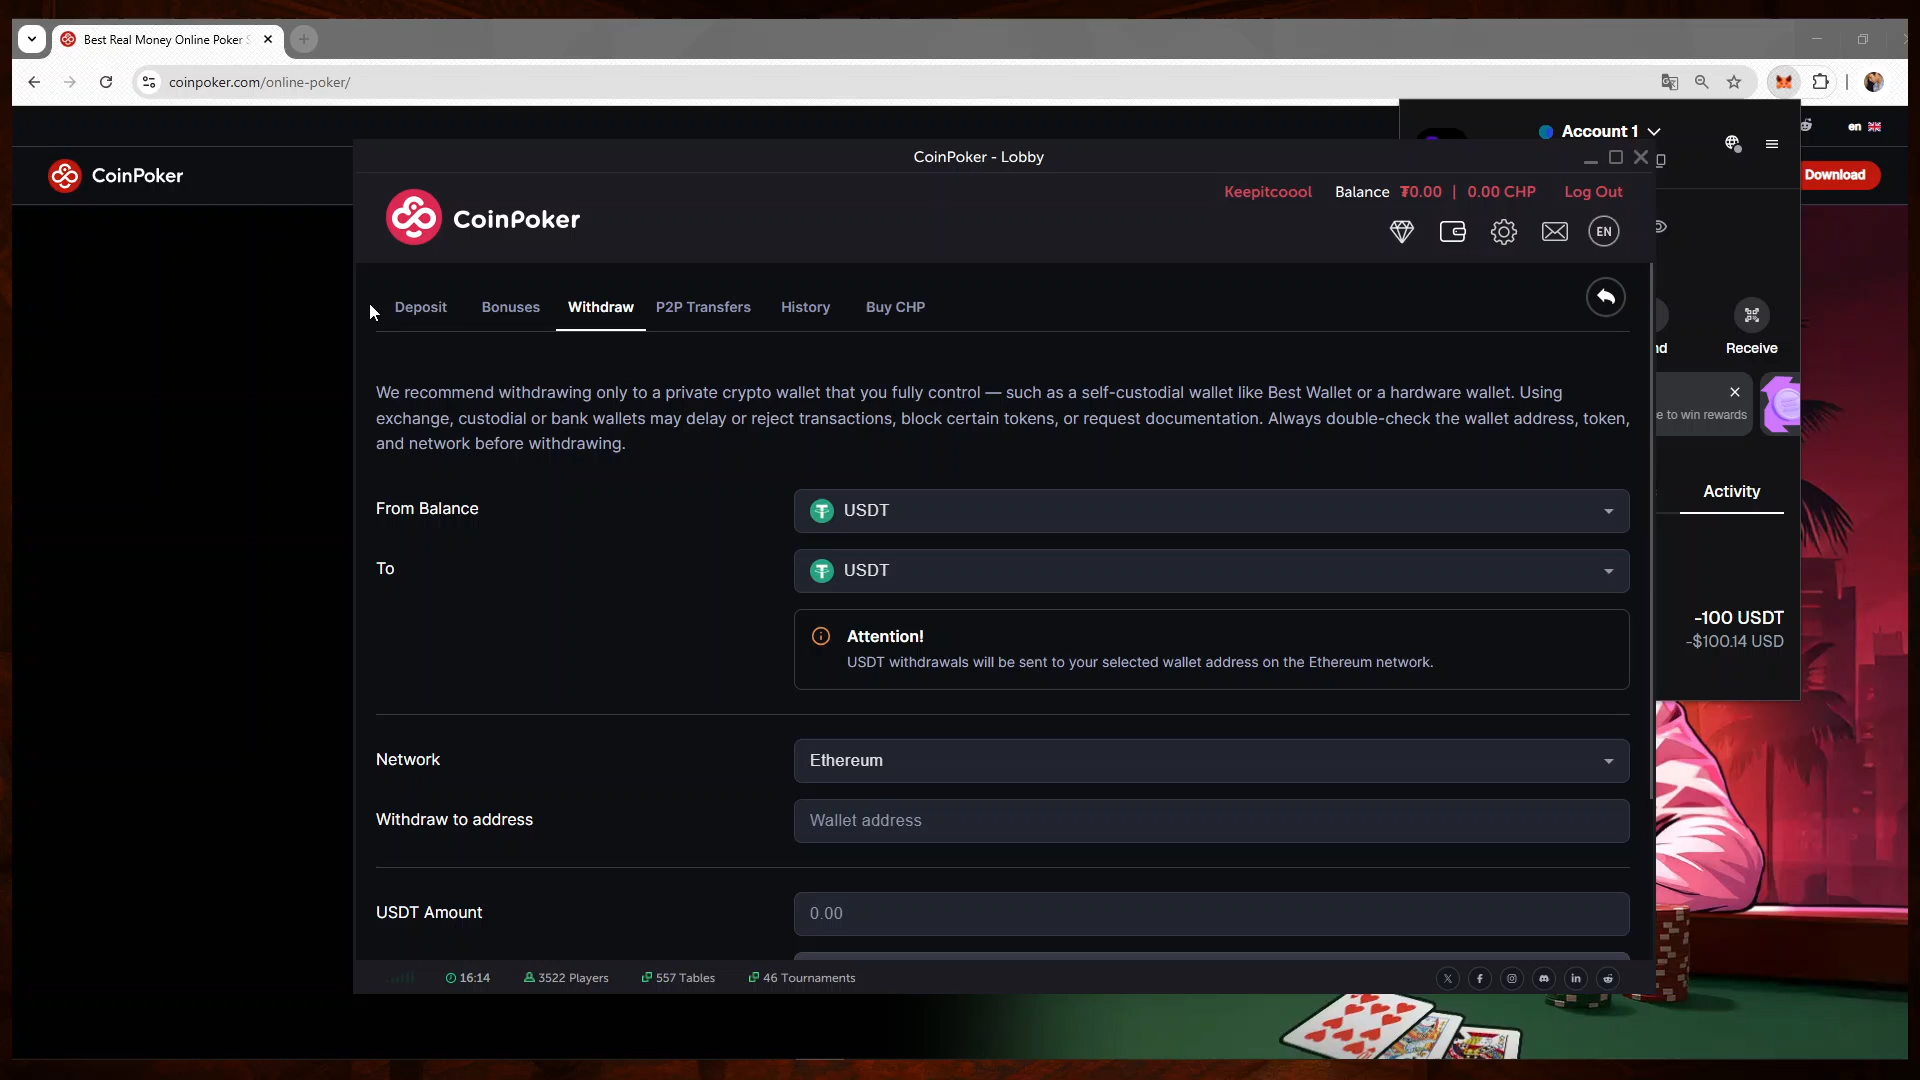 Best Real Money Online Poker
coinpoker.com/online-poker/
Account 1
en
CoinPoker
Download
CoinPoker - Lobby
Keepitcoool Balance ₮0.00 | 0.00 CHP Log Out
CoinPoker
EN
Deposit Bonuses Withdraw P2P Transfers History Buy CHP
nd Receive
We recommend withdrawing only to a private crypto wallet that you fully control — such as a self-custodial wallet like Best Wallet or a hardware wallet. Using
exchange, custodial or bank wallets may delay or reject transactions, block certain tokens, or request documentation. Always double-check the wallet address, token,
and network before withdrawing.
e to win rewards
Activity
From Balance USDT
To USDT
Attention!
USDT withdrawals will be sent to your selected wallet address on the Ethereum network.
-100 USDT
-$100.14 USD
Network Ethereum
Withdraw to address Wallet address
USDT Amount 0.00
16:14 3522 Players 557 Tables 46 Tournaments